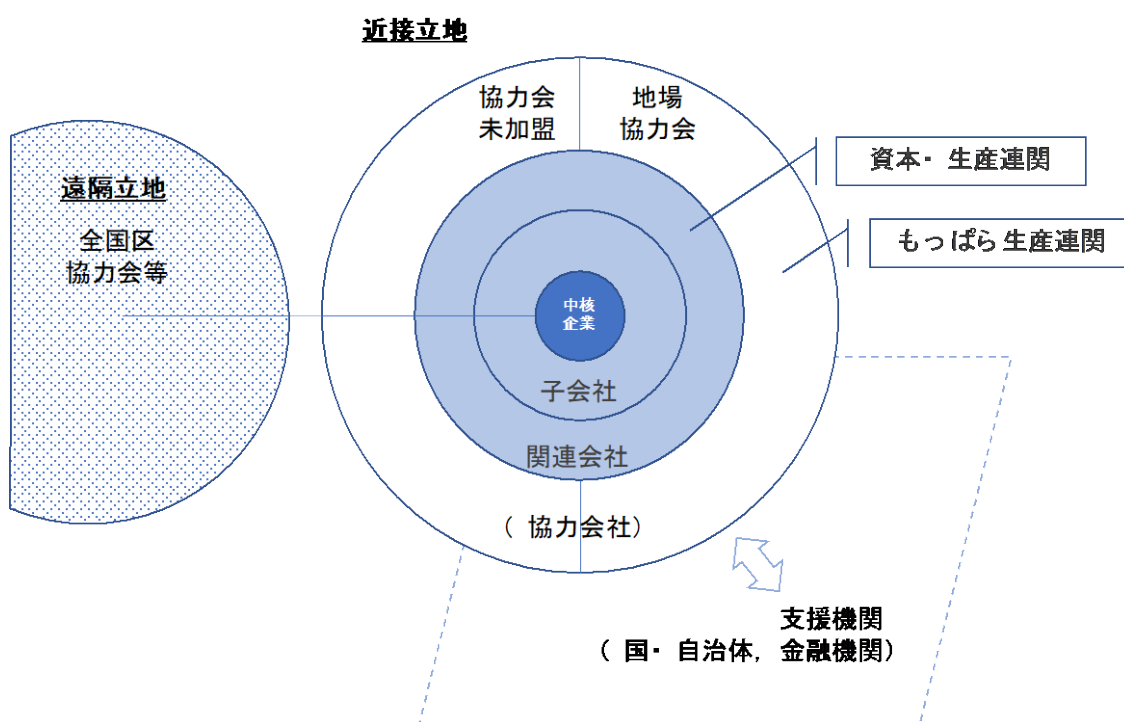 近接立地
協力会
未加盟
地場
協力会
資本・生産連関
もっぱら生産連関
遠隔立地
全国区
協力会等
中核
企業
子会社
関連会社
(協力会社)
支援機関
(国・自治体,金融機関)